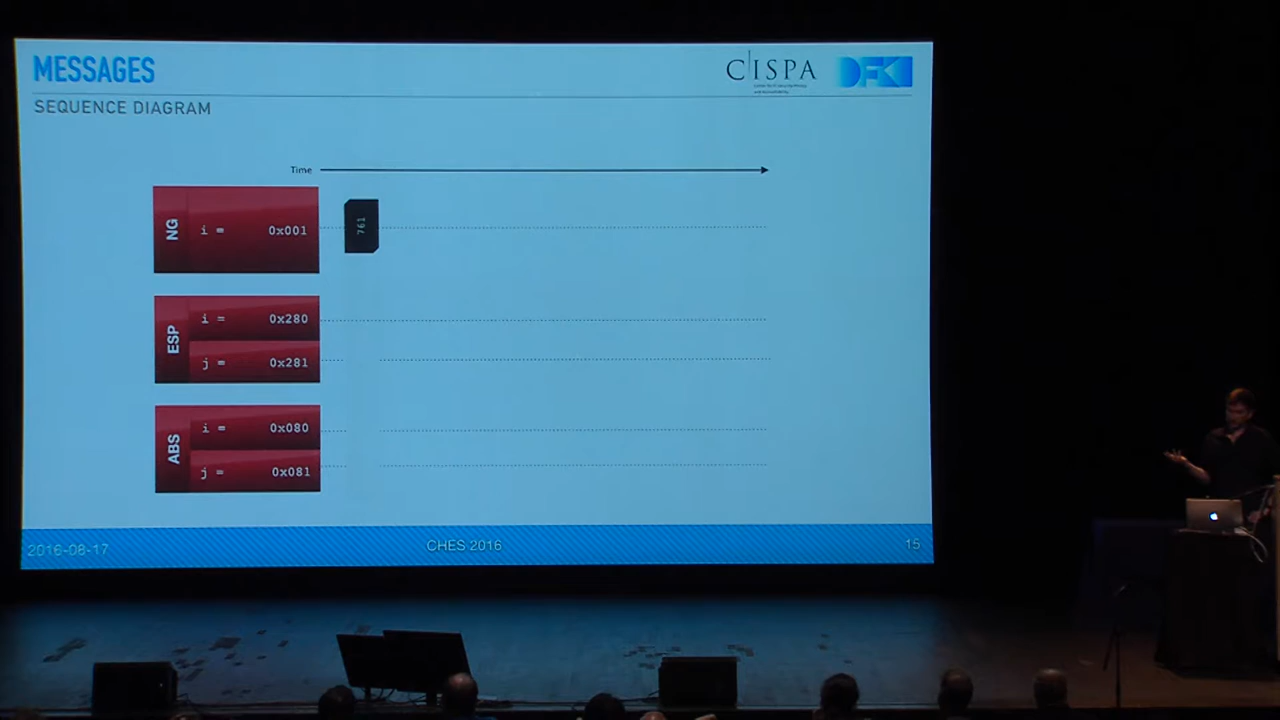 MESSAGES
SEQUENCE DIAGRAM
C|ISPA
DFKI
Time
NG
i = 0x001
761
ESP
i = 0x280
j = 0x281
ABS
i = 0x080
j = 0x081
2016-08-17
CHES 2016
15